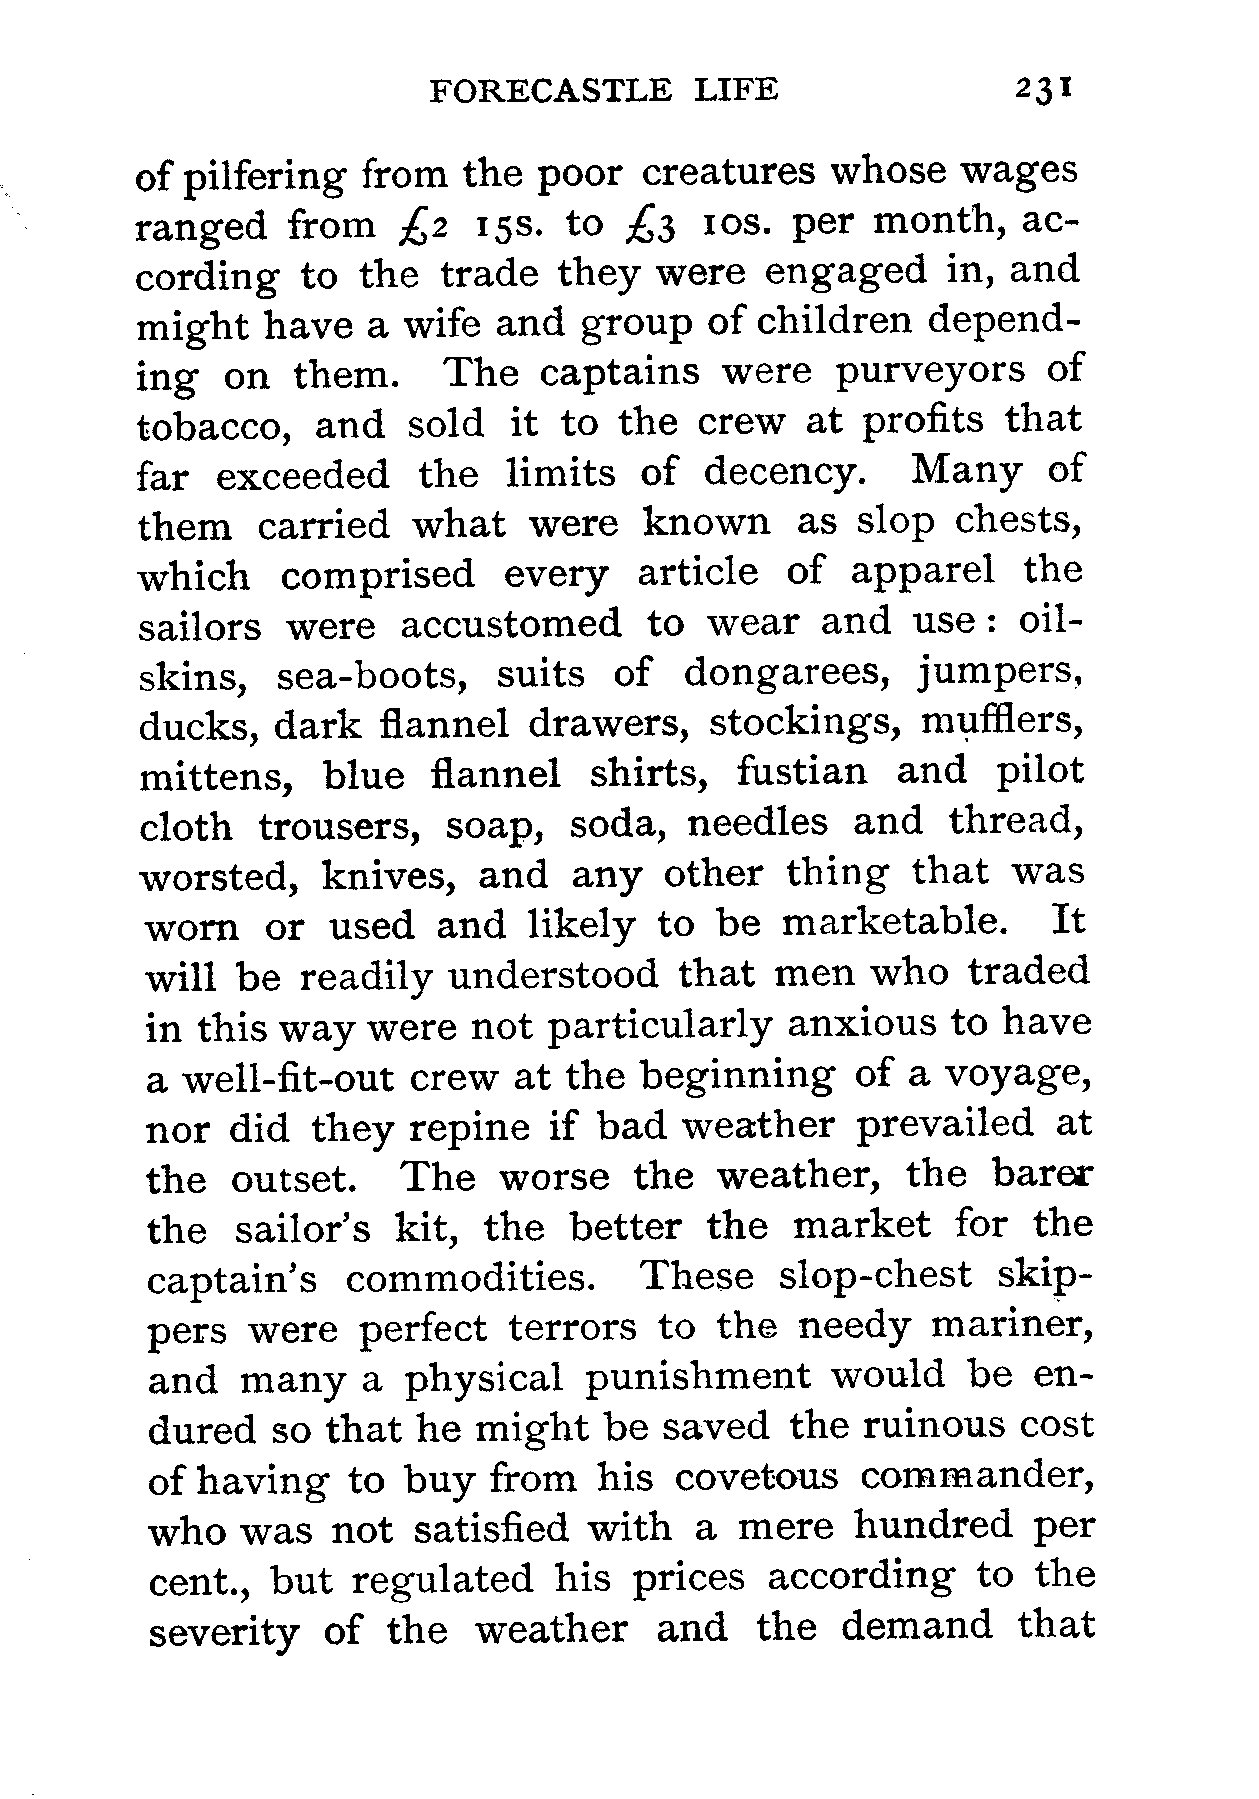 FORECASTLE LIFE 231
of pilfering from the poor creatures whose wages
ranged from £2 15s. to £3 10s. per month, ac-
cording to the trade they were engaged in, and
might have a wife and group of children depend-
ing on them. The captains were purveyors of
tobacco, and sold it to the crew at profits that
far exceeded the limits of decency. Many of
them carried what were known as slop chests,
which comprised every article of apparel the
sailors were accustomed to wear and use : oil-
skins, sea-boots, suits of dongarees, jumpers,
ducks, dark flannel drawers, stockings, mufflers,
mittens, blue flannel shirts, fustian and pilot
cloth trousers, soap, soda, needles and thread,
worsted, knives, and any other thing that was
worn or used and likely to be marketable. It
will be readily understood that men who traded
in this way were not particularly anxious to have
a well-fit-out crew at the beginning of a voyage,
nor did they repine if bad weather prevailed at
the outset. The worse the weather, the barer
the sailor's kit, the better the market for the
captain's commodities. These slop-chest skip-
pers were perfect terrors to the needy mariner,
and many a physical punishment would be en-
dured so that he might be saved the ruinous cost
of having to buy from his covetous commander,
who was not satisfied with a mere hundred per
cent., but regulated his prices according to the
severity of the weather and the demand that